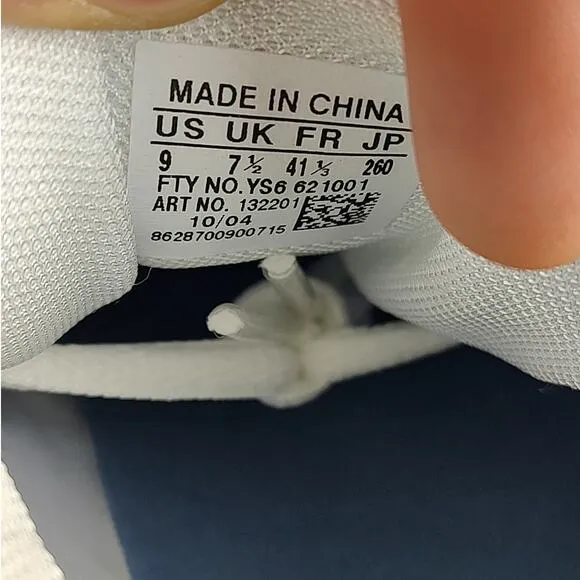 MADE IN CHINA
US UK FR JP
9 7½ 41⅓ 260
FTY NO. YS6 621001
ART NO. 132201
10/04
8628700900715